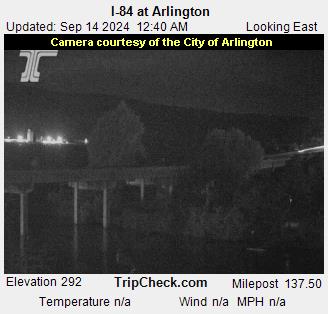 I-84 at Arlington
Updated: Sep 14 2024 12:40 AM Looking East
Camera courtesy of the City of Arlington
Elevation 292 TripCheck.com Milepost 137.50
Temperature n/a Wind n/a MPH n/a